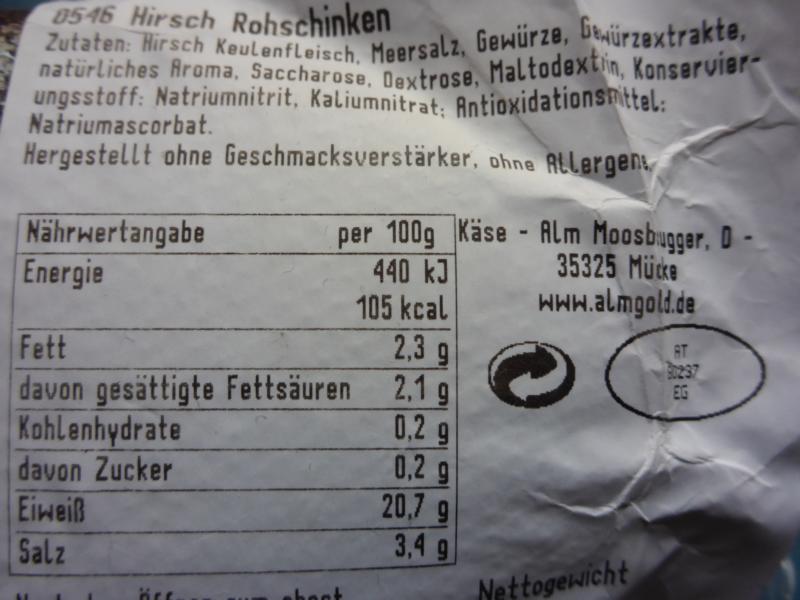 0546 Hirsch Rohschinken
Zutaten: Hirsch Keulenfleisch, Meersalz, Gewürze, Gewürzextrakte,
natürliches Aroma, Saccharose, Dextrose, Maltodextrin, Konservier-
ungsstoff: Natriumnitrit, Kaliumnitrat; Antioxidationsmittel:
Natriumascorbat.
Hergestellt ohne Geschmacksverstärker, ohne Allergene
Nährwertangabe per 100g
Energie 440 kJ
105 kcal
Fett 2,3 g
davon gesättigte Fettsäuren 2,1 g
Kohlenhydrate 0,2 g
davon Zucker 0,2 g
Eiweiß 20,7 g
Salz 3,4 g
Käse - Alm Moosbrugger, D -
35325 Mücke
www.almgold.de
AT
EG
Nettogewicht